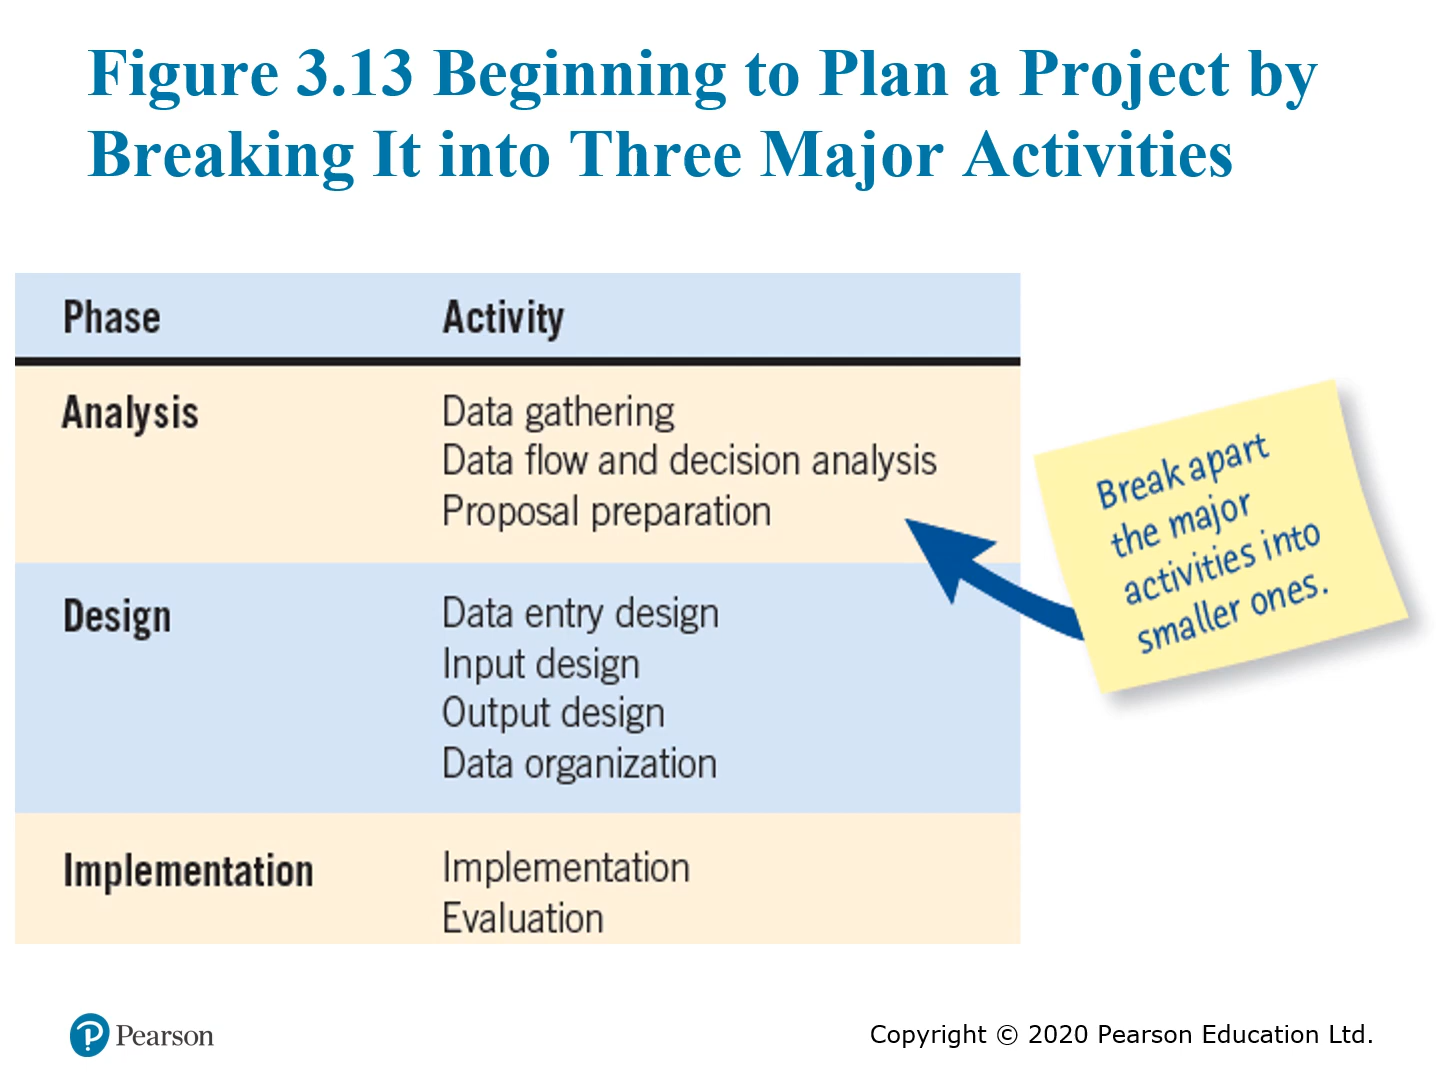 Figure 3.13 Beginning to Plan a Project by
Breaking It into Three Major Activities
Phase Activity
Analysis Data gathering
Data flow and decision analysis
Proposal preparation
Break apart
the major
activities into
smaller ones.
Design Data entry design
Input design
Output design
Data organization
Implementation Implementation
Evaluation
Pearson
Copyright © 2020 Pearson Education Ltd.